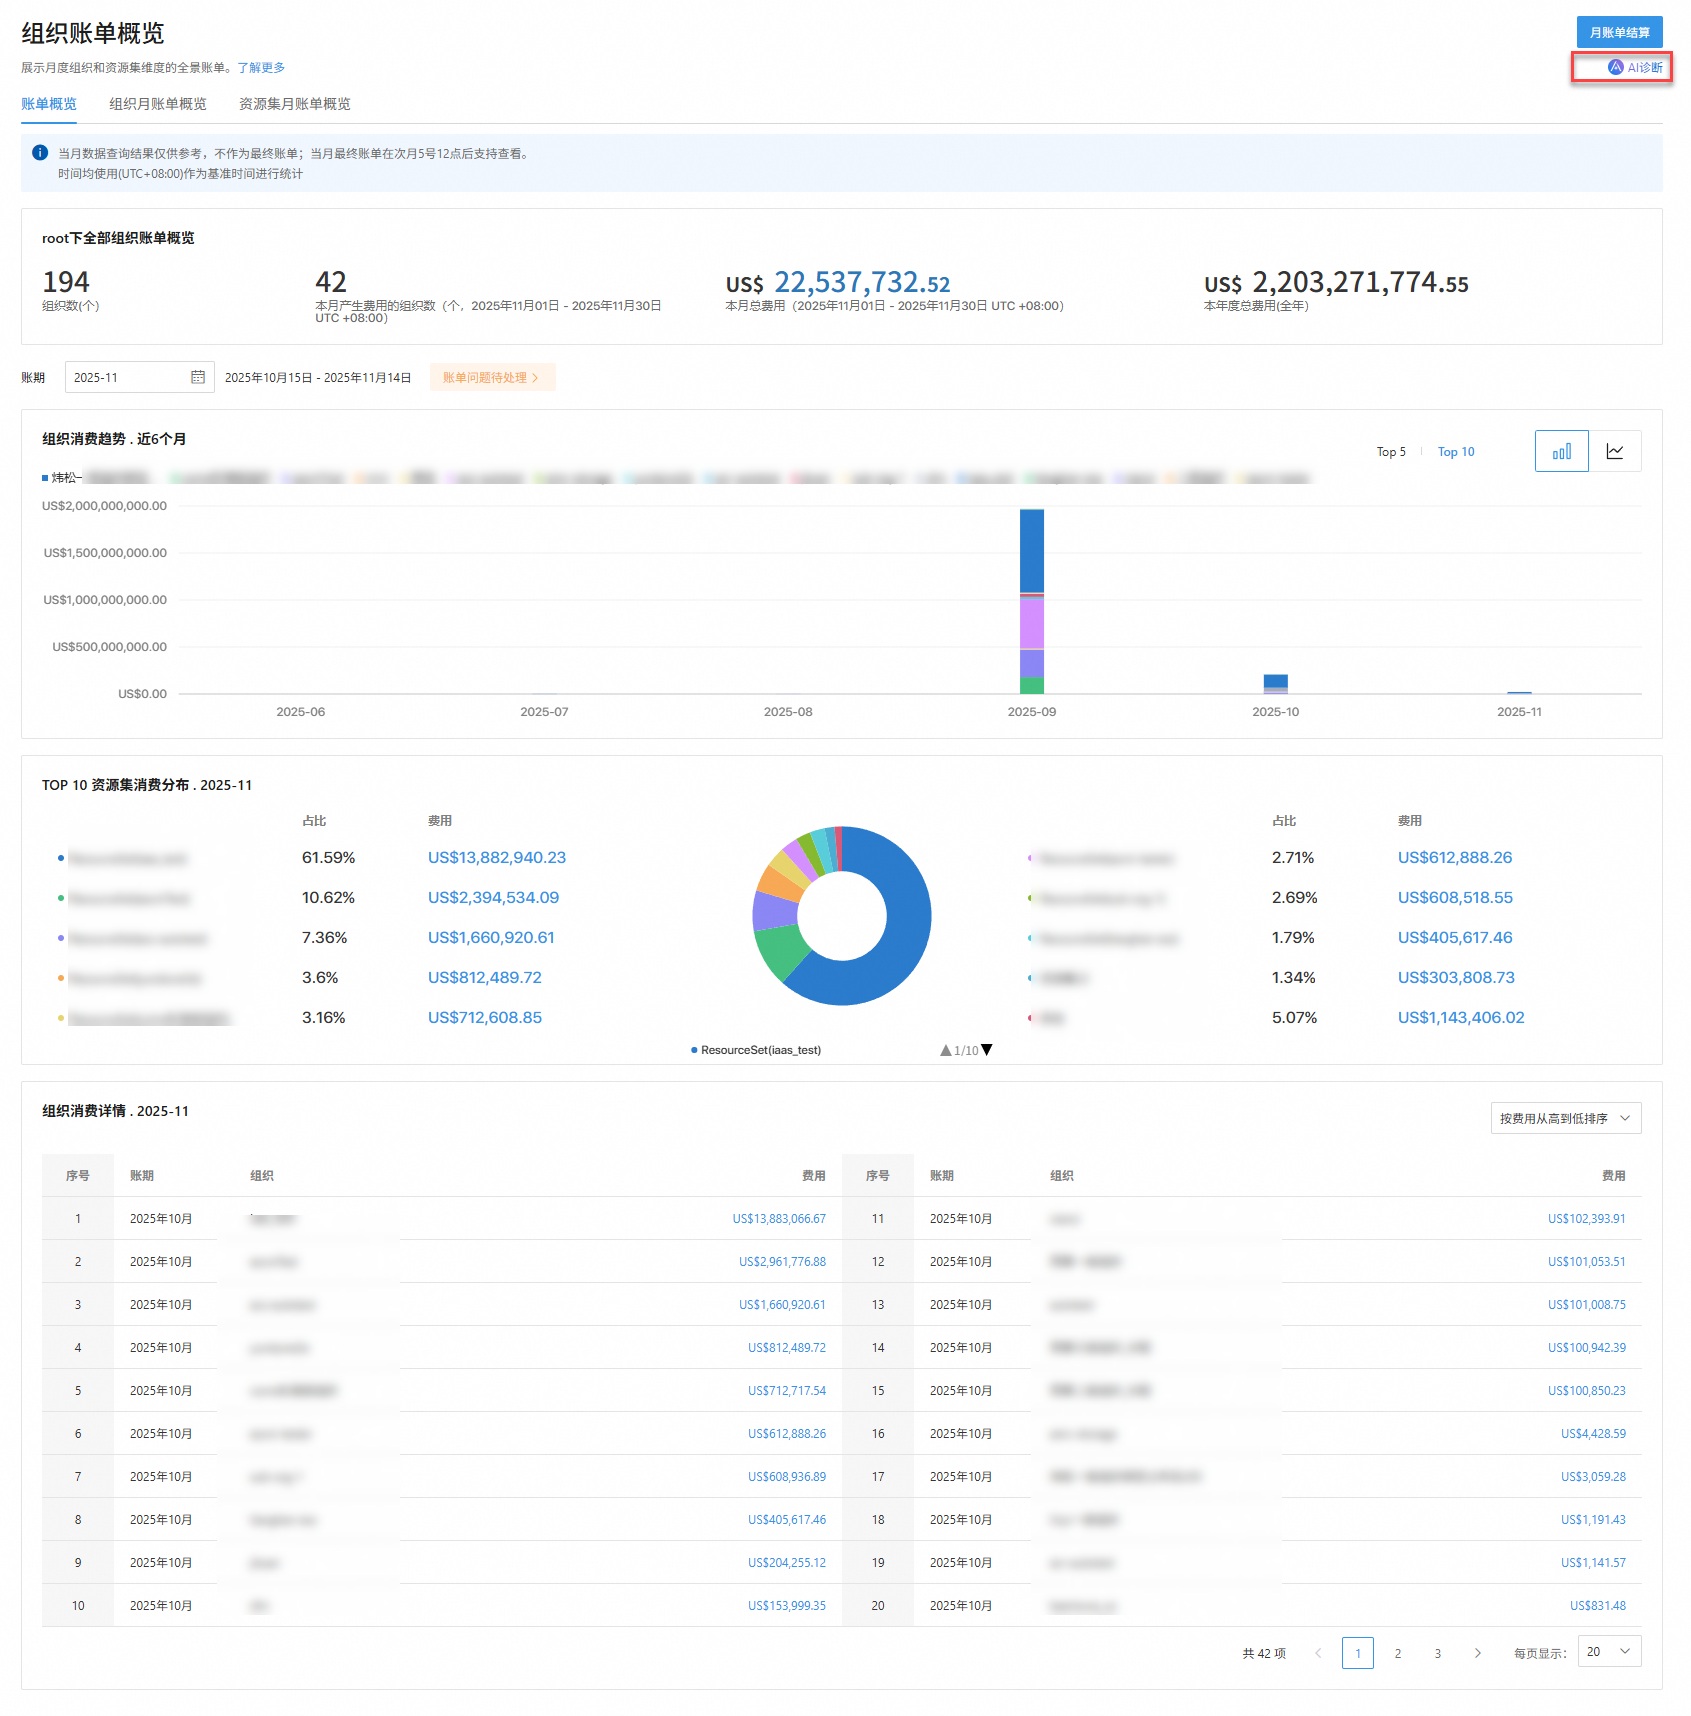 组织账单概览
月账单结算
展示月度组织和资源集维度的全景账单。了解更多
AI诊断
账单概览 组织月账单概览 资源集月账单概览
当月数据查询结果仅供参考，不作为最终账单；当月最终账单在次月5号12点后支持查看。
时间均使用(UTC+08:00)作为基准时间进行统计
root下全部组织账单概览
194
组织数(个)
42
本月产生费用的组织数（个，2025年11月01日 - 2025年11月30日
UTC +08:00）
US$ 22,537,732.52
本月总费用（2025年11月01日 - 2025年11月30日 UTC +08:00）
US$ 2,203,271,774.55
本年度总费用(全年)
账期 2025-11 2025年10月15日 - 2025年11月14日 账单问题待处理
组织消费趋势 . 近6个月
Top 5 Top 10
炜松一
US$2,000,000,000.00
US$1,500,000,000.00
US$1,000,000,000.00
US$500,000,000.00
US$0.00
2025-06 2025-07 2025-08 2025-09 2025-10 2025-11
TOP 10 资源集消费分布 . 2025-11
占比 费用 占比 费用
61.59% US$13,882,940.23 2.71% US$612,888.26
10.62% US$2,394,534.09 2.69% US$608,518.55
7.36% US$1,660,920.61 1.79% US$405,617.46
3.6% US$812,489.72 1.34% US$303,808.73
3.16% US$712,608.85 5.07% US$1,143,406.02
ResourceSet(iaas_test) 1/10
组织消费详情 . 2025-11
按费用从高到低排序
序号 账期 组织 费用 序号 账期 组织 费用
1 2025年10月 US$13,883,066.67 11 2025年10月 US$102,393.91
2 2025年10月 US$2,961,776.88 12 2025年10月 US$101,053.51
3 2025年10月 US$1,660,920.61 13 2025年10月 US$101,008.75
4 2025年10月 US$812,489.72 14 2025年10月 US$100,942.39
5 2025年10月 US$712,717.54 15 2025年10月 US$100,850.23
6 2025年10月 US$612,888.26 16 2025年10月 US$4,428.59
7 2025年10月 US$608,936.89 17 2025年10月 US$3,059.28
8 2025年10月 US$405,617.46 18 2025年10月 US$1,191.43
9 2025年10月 US$204,255.12 19 2025年10月 US$1,141.57
10 2025年10月 US$153,999.35 20 2025年10月 US$831.48
共 42 项 1 2 3 每页显示： 20